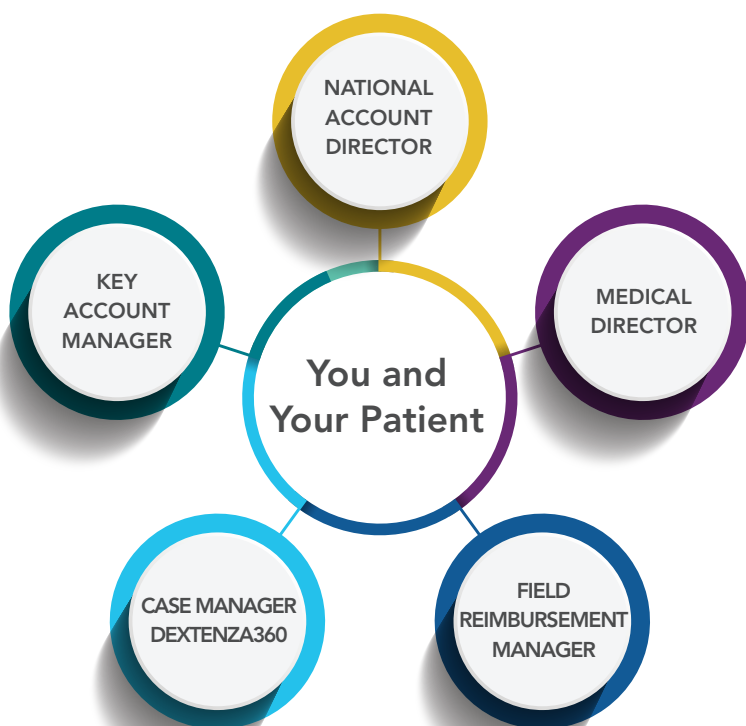 NATIONAL
ACCOUNT
DIRECTOR
KEY
ACCOUNT
MANAGER
MEDICAL
DIRECTOR
You and
Your Patient
CASE MANAGER
DEXTENZA360
FIELD
REIMBURSEMENT
MANAGER